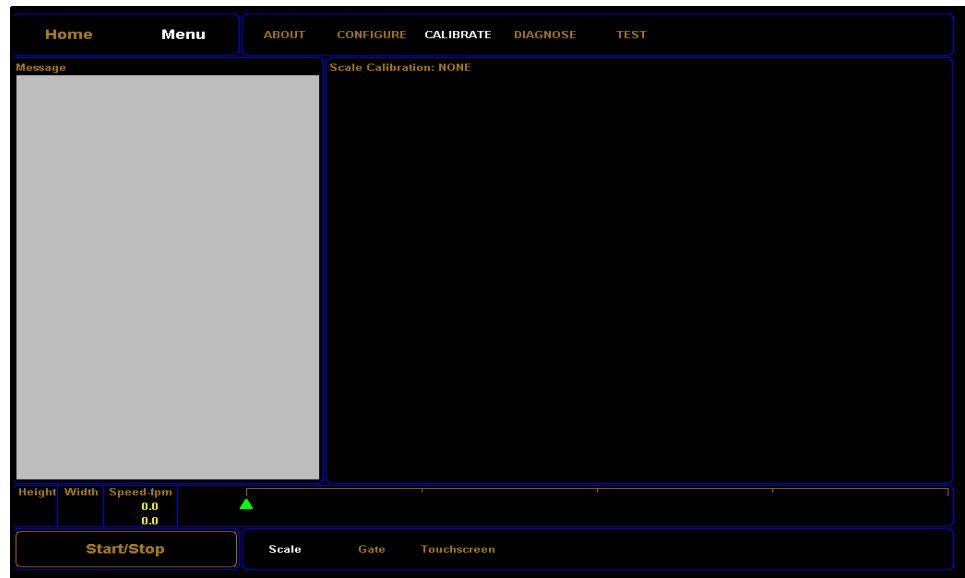 Home Menu ABOUT CONFIGURE CALIBRATE DIAGNOSE TEST
Message
Scale Calibration: NONE
Height Width Speed-fpm
0.0
0.0
Start/Stop Scale Gate Touchscreen